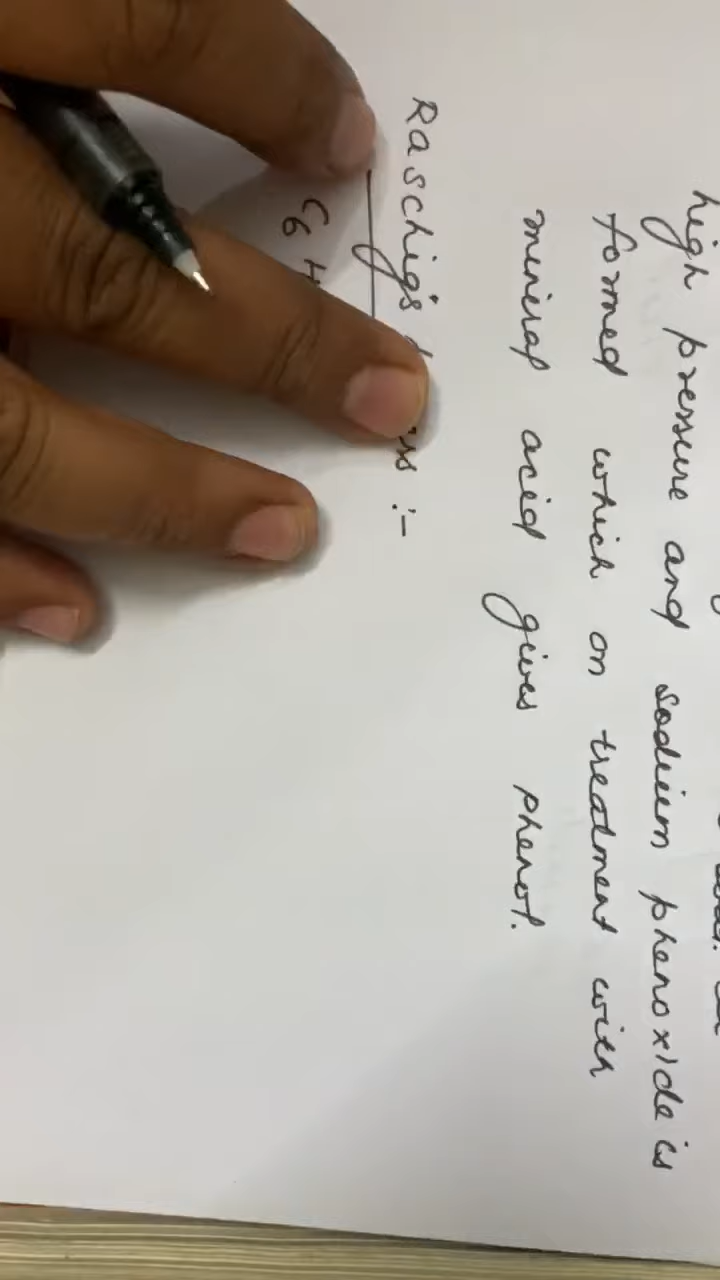 high pressure and sodium phenoxide is
formed which on treatment with
mineral acid gives phenol.
Raschig's :-
C6 H